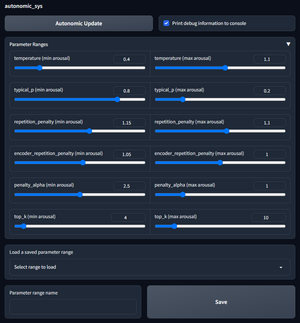 autonomic_sys
Autonomic Update
Print debug information to console
Parameter Ranges
temperature (min arousal) 0.4 temperature (max arousal) 1.3
typical_p (min arousal) 0.8 typical_p (max arousal) 0.2
repetition_penalty (min arousal) 1.15 repetition_penalty (max arousal) 1.1
encoder_repetition_penalty (min arousal) 1.05 encoder_repetition_penalty (max arousal) 1
penalty_alpha (min arousal) 2.5 penalty_alpha (max arousal) 1
top_k (min arousal) 4 top_k (max arousal) 10
Load a saved parameter range
Select range to load
Parameter range name
Save